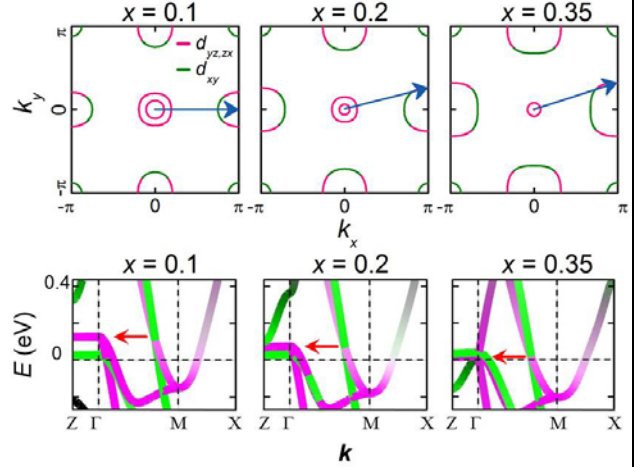 x = 0.1 x = 0.2 x = 0.35
π
d_yz,zx
d_xy
k_y
0
-π
-π 0 π -π 0 π -π 0 π
k_x
x = 0.1 x = 0.2 x = 0.35
0.4
E (eV)
0
Z Γ M X Z Γ M X Z Γ M X
k